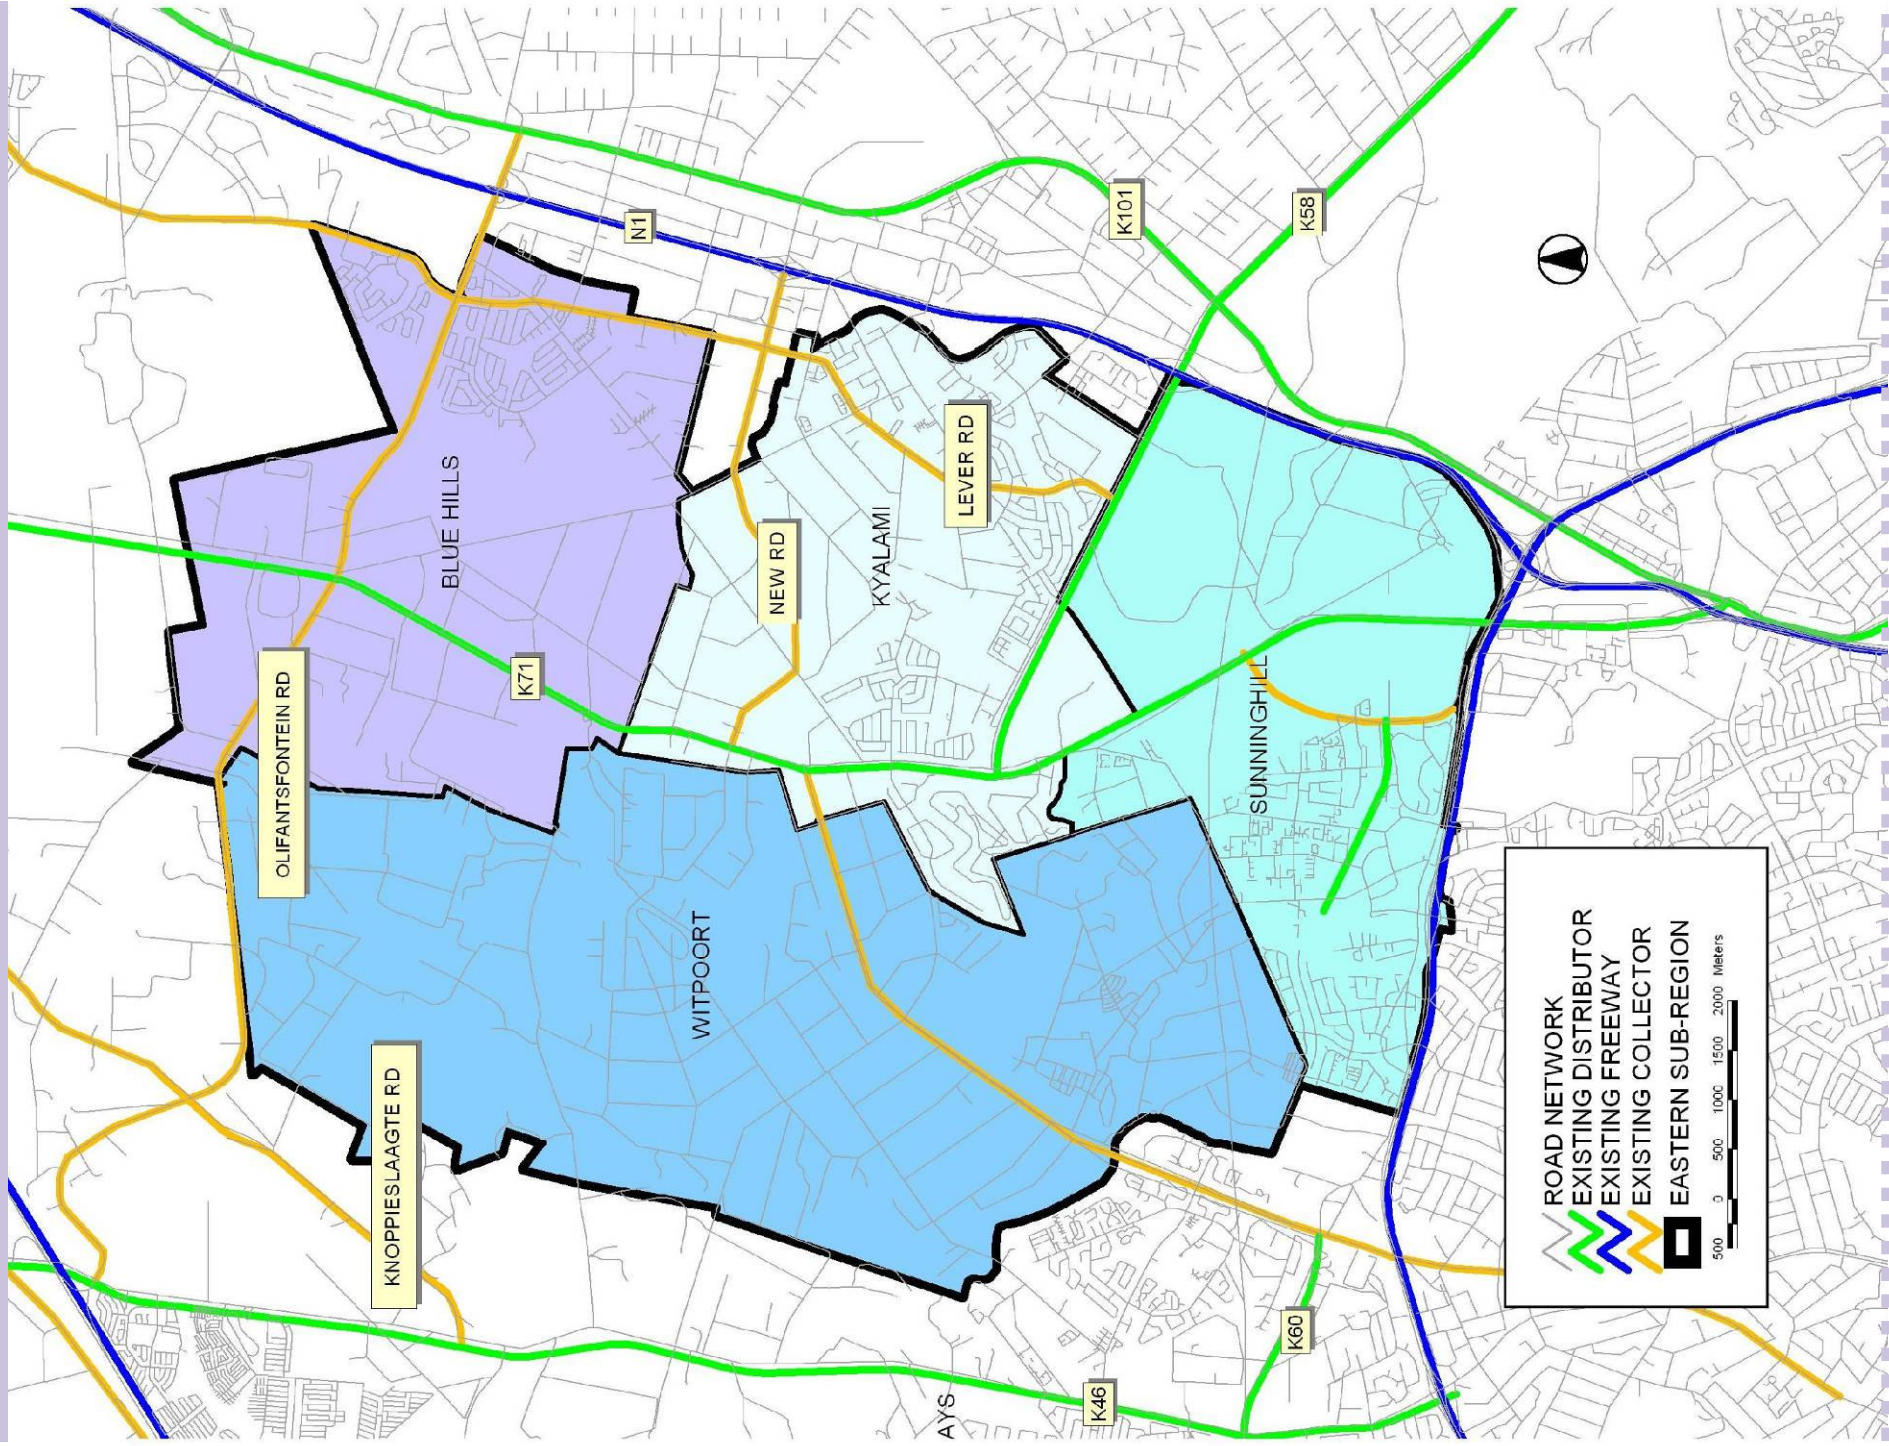 N1
K101
K58
BLUE HILLS
LEVER RD
NEW RD
KYALAMI
K71
OLIFANTSFONTEIN RD
SUNNINGHILL
WITPOORT
KNOPPIESLAAGTE RD
K60
K46
AYS
ROAD NETWORK
EXISTING DISTRIBUTOR
EXISTING FREEWAY
EXISTING COLLECTOR
EASTERN SUB-REGION
500 0 500 1000 1500 2000 Meters